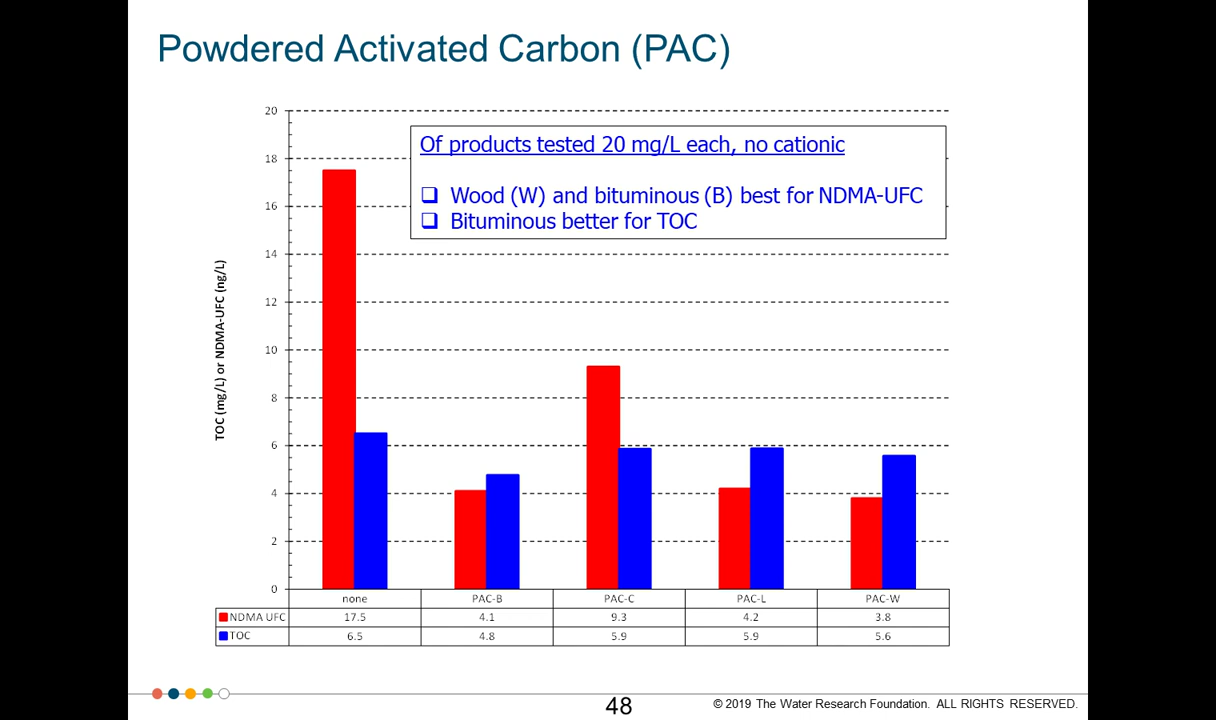 Powdered Activated Carbon (PAC)
20
18
16
14
12
10
8
6
4
2
0
TOC (mg/L) or NDMA-UFC (ng/L)
Of products tested 20 mg/L each, no cationic
❑ Wood (W) and bituminous (B) best for NDMA-UFC
❑ Bituminous better for TOC
none PAC-B PAC-C PAC-L PAC-W
NDMA UFC 17.5 4.1 9.3 4.2 3.8
TOC 6.5 4.8 5.9 5.9 5.6
48
© 2019 The Water Research Foundation. ALL RIGHTS RESERVED.